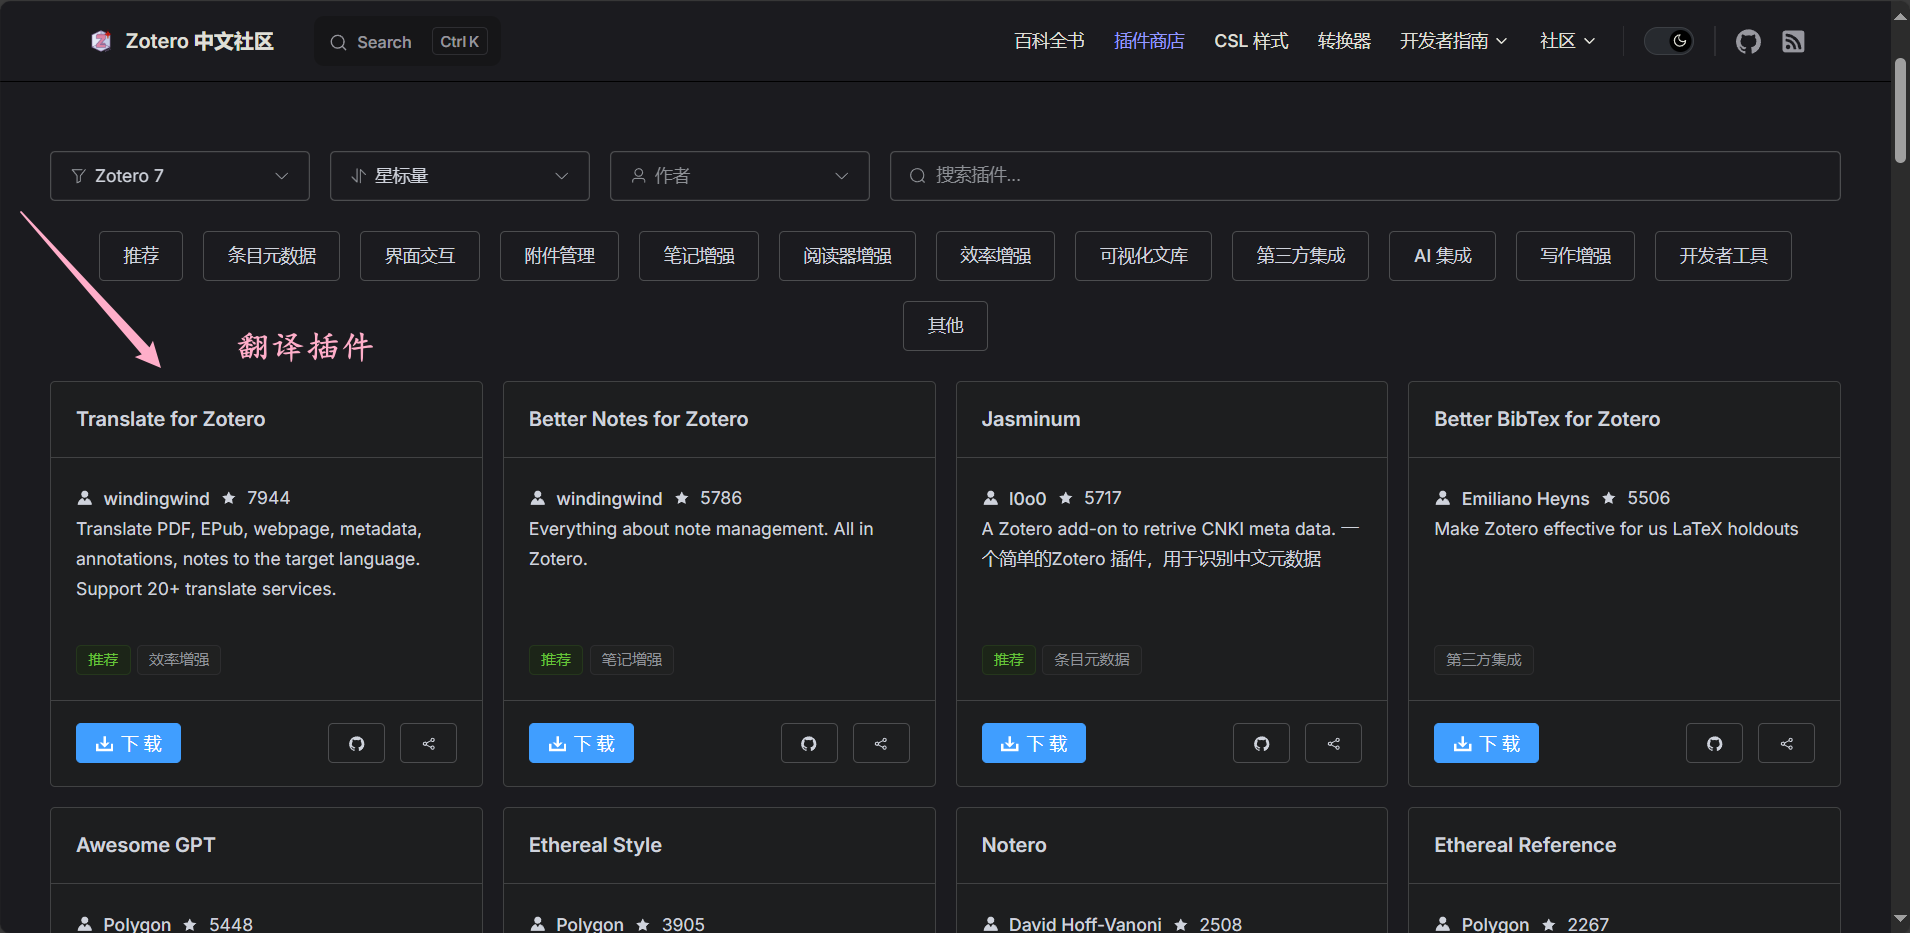 Zotero 中文社区
Search
Ctrl K
百科全书
插件商店
CSL 样式
转换器
开发者指南
社区
Zotero 7
星标量
作者
搜索插件...
推荐
条目元数据
界面交互
附件管理
笔记增强
阅读器增强
效率增强
可视化文库
第三方集成
AI 集成
写作增强
开发者工具
其他
翻译插件
Translate for Zotero
windingwind ★ 7944
Translate PDF, EPub, webpage, metadata,
annotations, notes to the target language.
Support 20+ translate services.
推荐
效率增强
下载
Better Notes for Zotero
windingwind ★ 5786
Everything about note management. All in
Zotero.
推荐
笔记增强
下载
Jasminum
l0o0 ★ 5717
A Zotero add-on to retrive CNKI meta data. 一
个简单的Zotero 插件，用于识别中文元数据
推荐
条目元数据
下载
Better BibTex for Zotero
Emiliano Heyns ★ 5506
Make Zotero effective for us LaTeX holdouts
第三方集成
下载
Awesome GPT
Polygon ★ 5448
Ethereal Style
Polygon ★ 3905
Notero
David Hoff-Vanoni ★ 2508
Ethereal Reference
Polygon ★ 2267